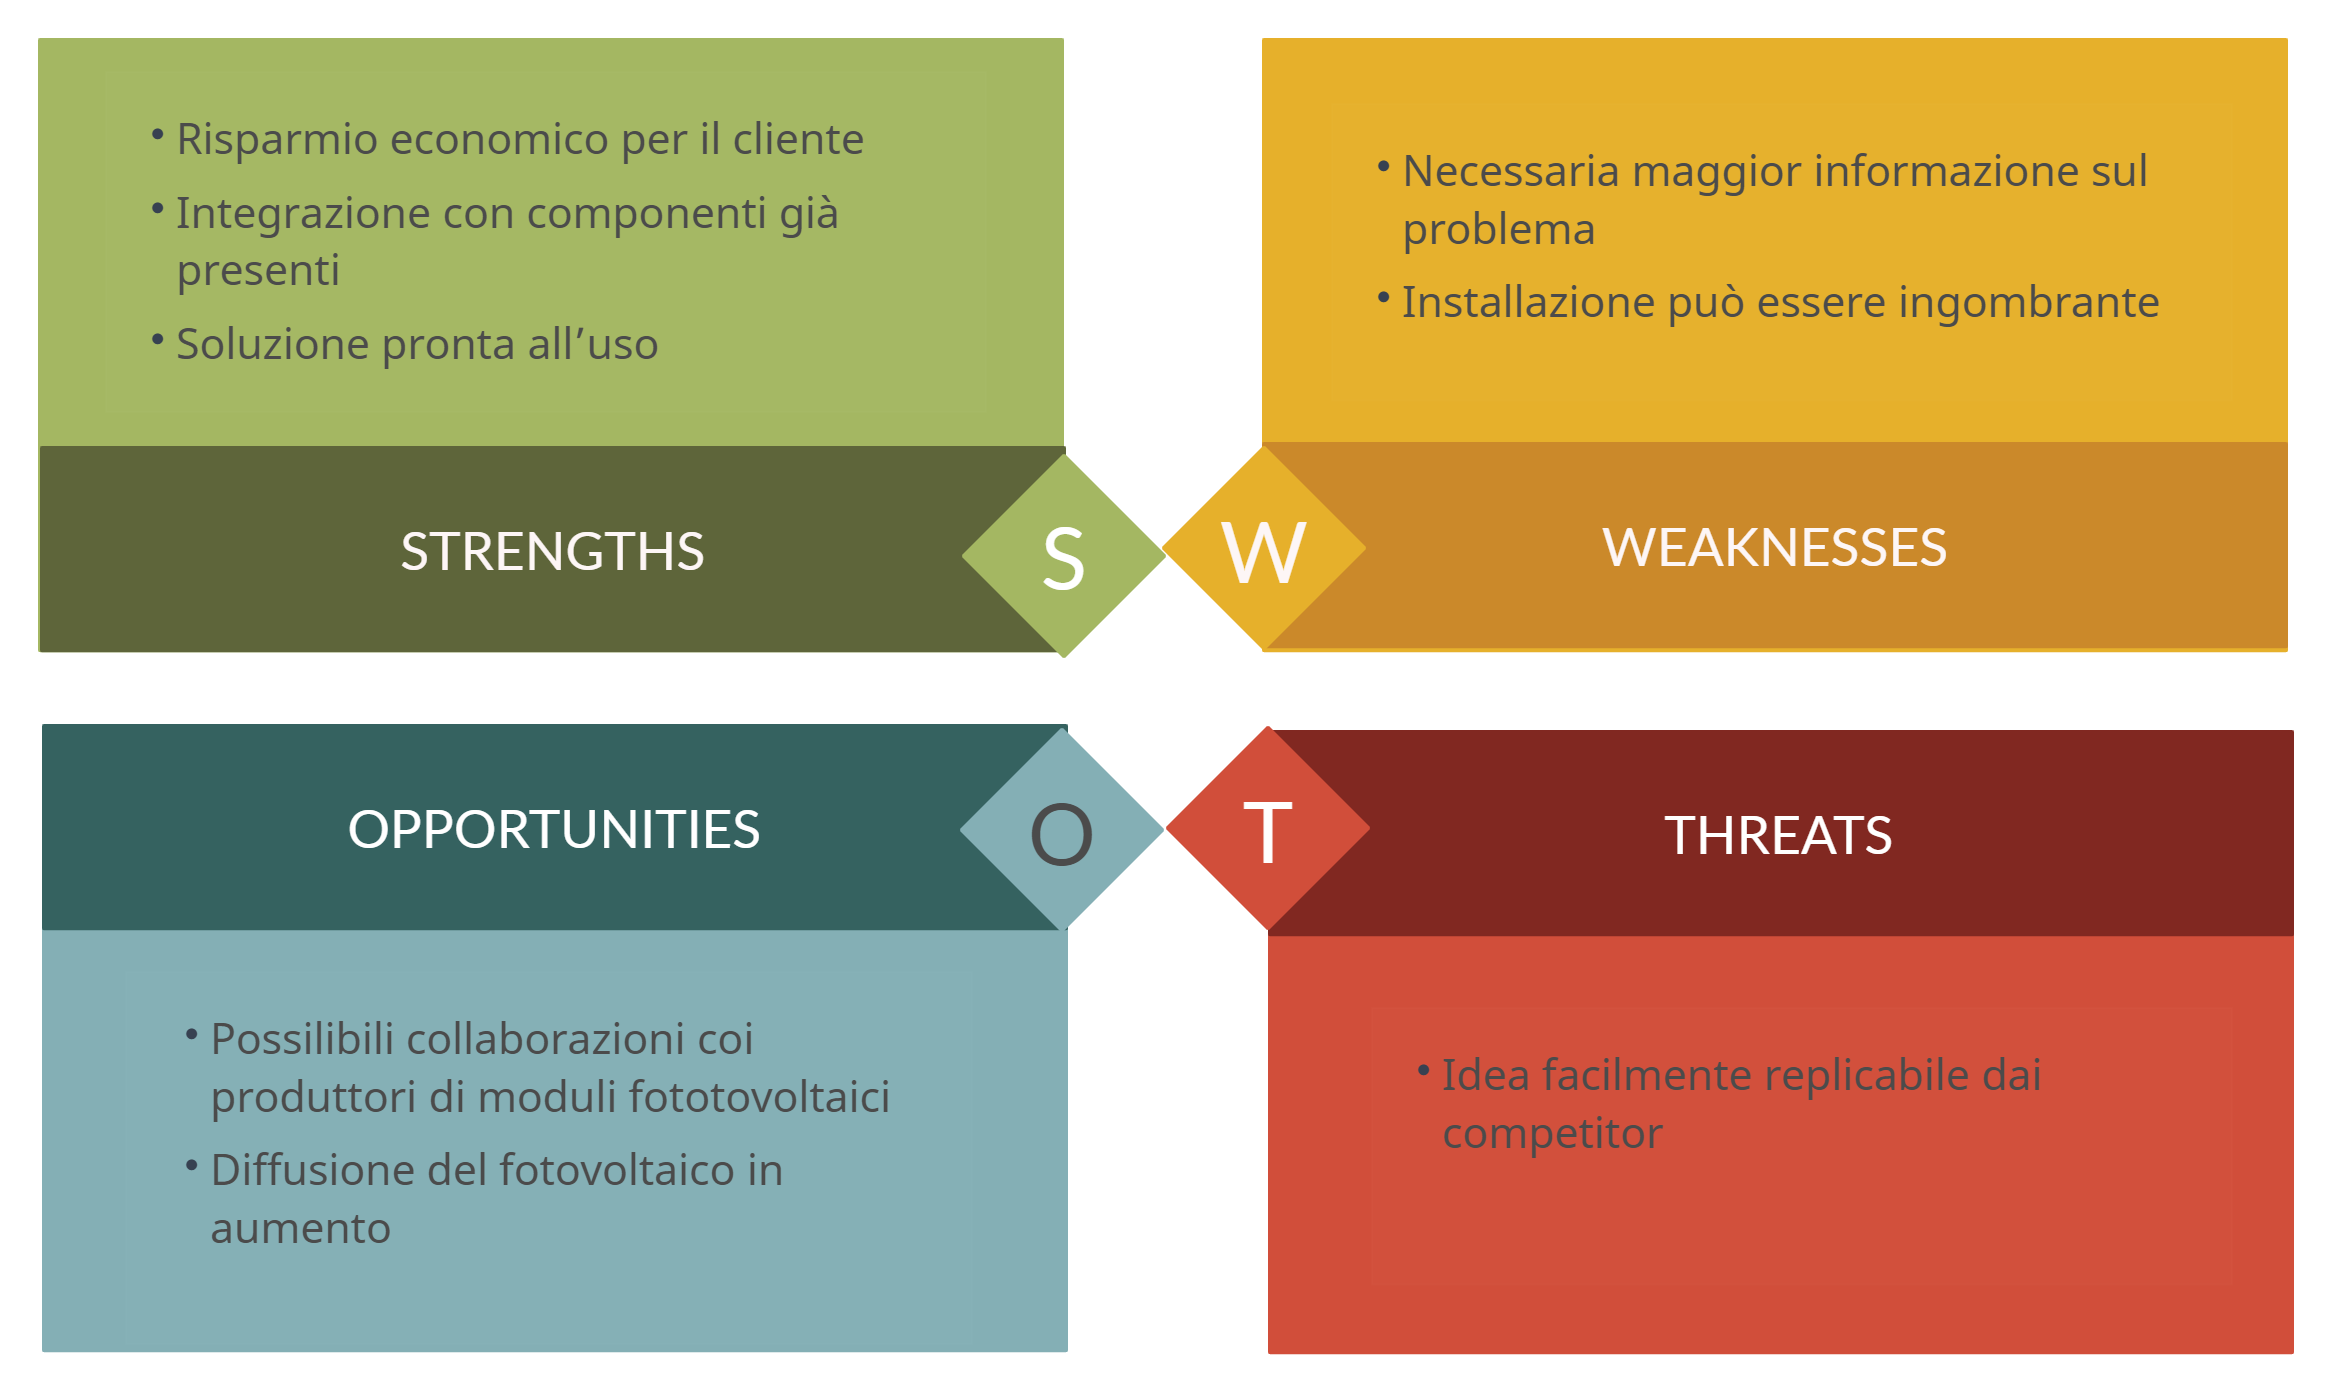 • Risparmio economico per il cliente
• Integrazione con componenti già
presenti
• Soluzione pronta all’uso
STRENGTHS
S
• Necessaria maggior informazione sul
problema
• Installazione può essere ingombrante
W
WEAKNESSES
OPPORTUNITIES
O
• Possilibili collaborazioni coi
produttori di moduli fototovoltaici
• Diffusione del fotovoltaico in
aumento
T
THREATS
• Idea facilmente replicabile dai
competitor